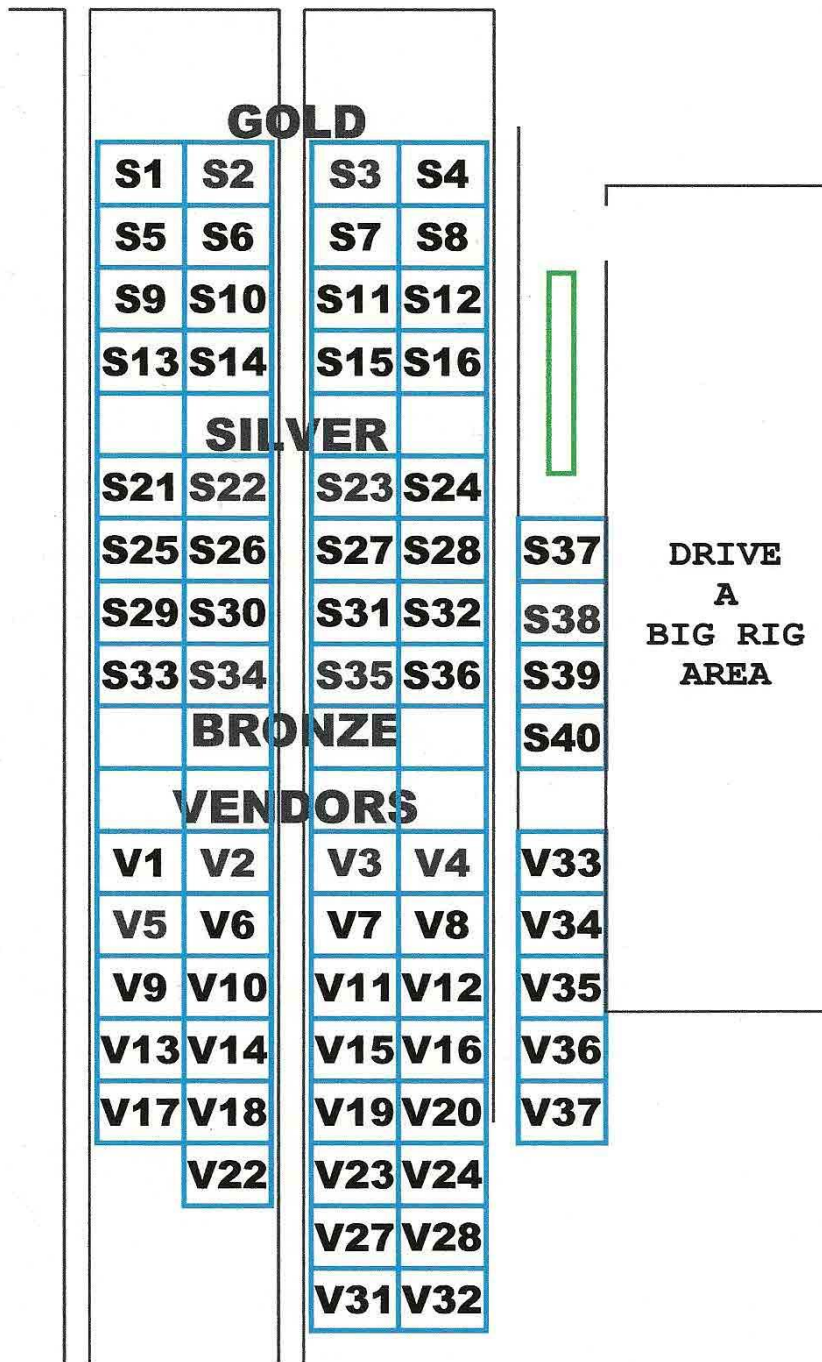 GOLD
S1 S2 S3 S4
S5 S6 S7 S8
S9 S10 S11 S12
S13 S14 S15 S16
SILVER
S21 S22 S23 S24
S25 S26 S27 S28 S37
S29 S30 S31 S32 S38
S33 S34 S35 S36 S39
BRONZE S40
DRIVE
A
BIG RIG
AREA
VENDORS
V1 V2 V3 V4 V33
V5 V6 V7 V8 V34
V9 V10 V11 V12 V35
V13 V14 V15 V16 V36
V17 V18 V19 V20 V37
V22 V23 V24
V27 V28
V31 V32